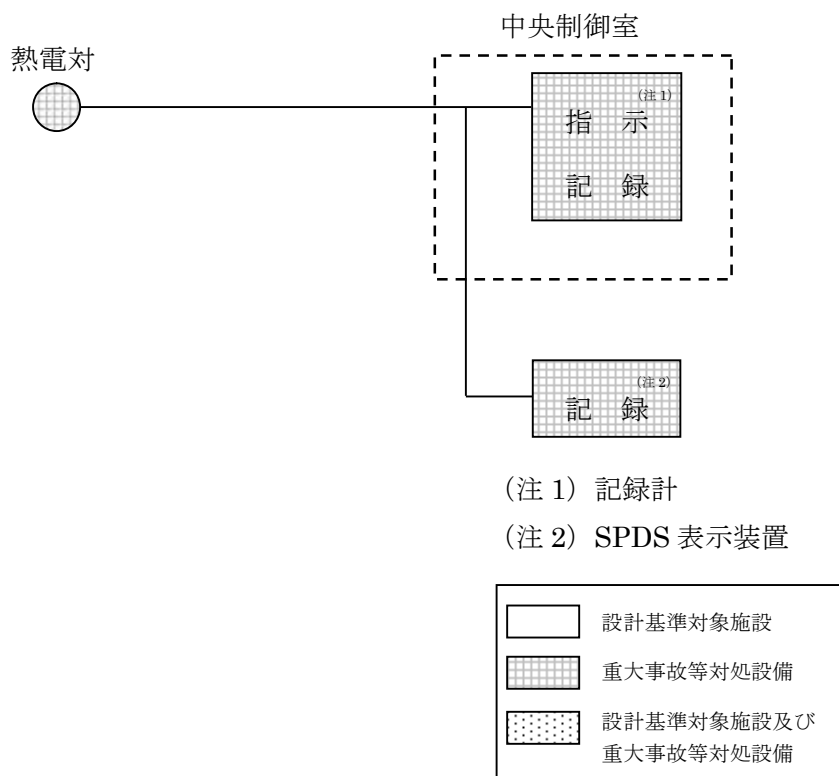 中央制御室
熱電対
(注 1)
指 示
記 録
(注 2)
記 録
（注 1）記録計
（注 2）SPDS 表示装置
設計基準対象施設
重大事故等対処設備
設計基準対象施設及び
重大事故等対処設備